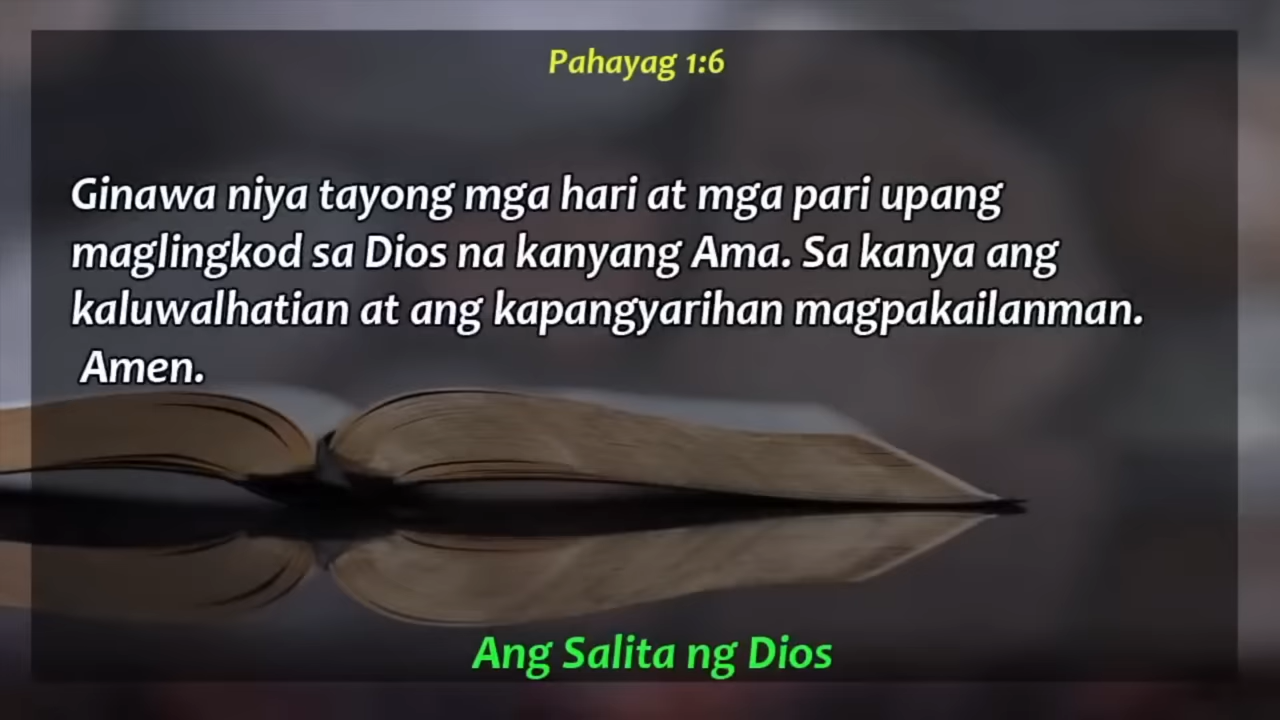 Pahayag 1:6
Ginawa niya tayong mga hari at mga pari upang
maglingkod sa Dios na kanyang Ama. Sa kanya ang
kaluwalhatian at ang kapangyarihan magpakailanman.
Amen.
Ang Salita ng Dios